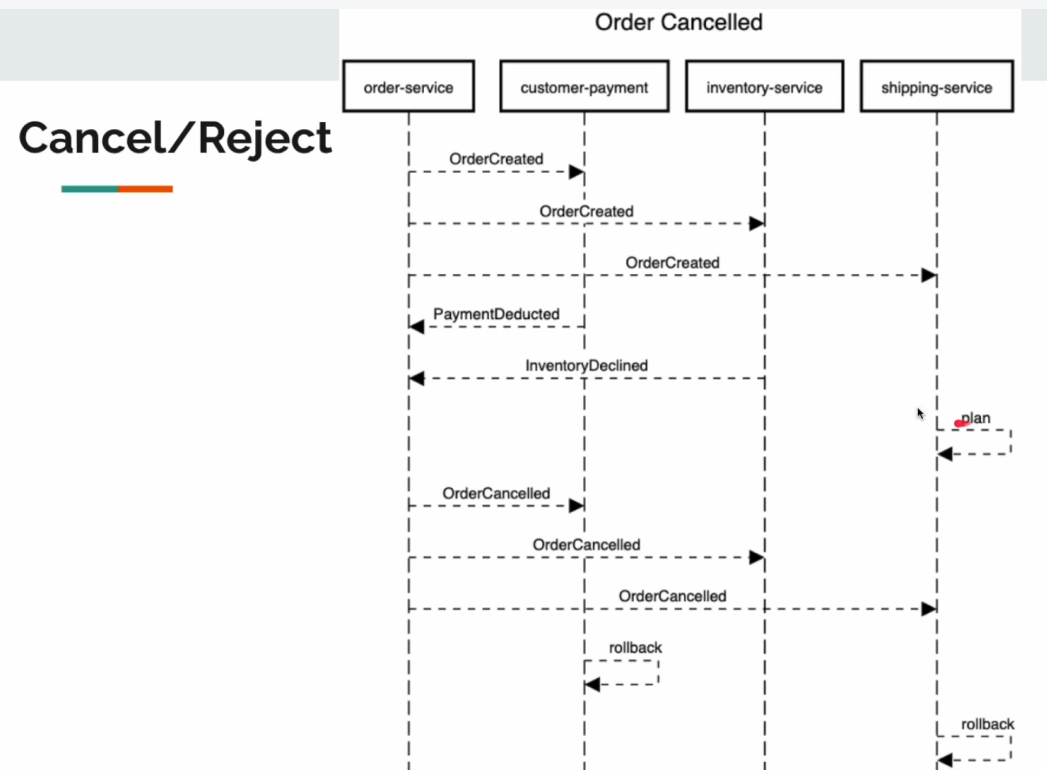 Order Cancelled
order-service
customer-payment
inventory-service
shipping-service
Cancel/Reject
OrderCreated
OrderCreated
OrderCreated
PaymentDeducted
InventoryDeclined
plan
OrderCancelled
OrderCancelled
OrderCancelled
rollback
rollback